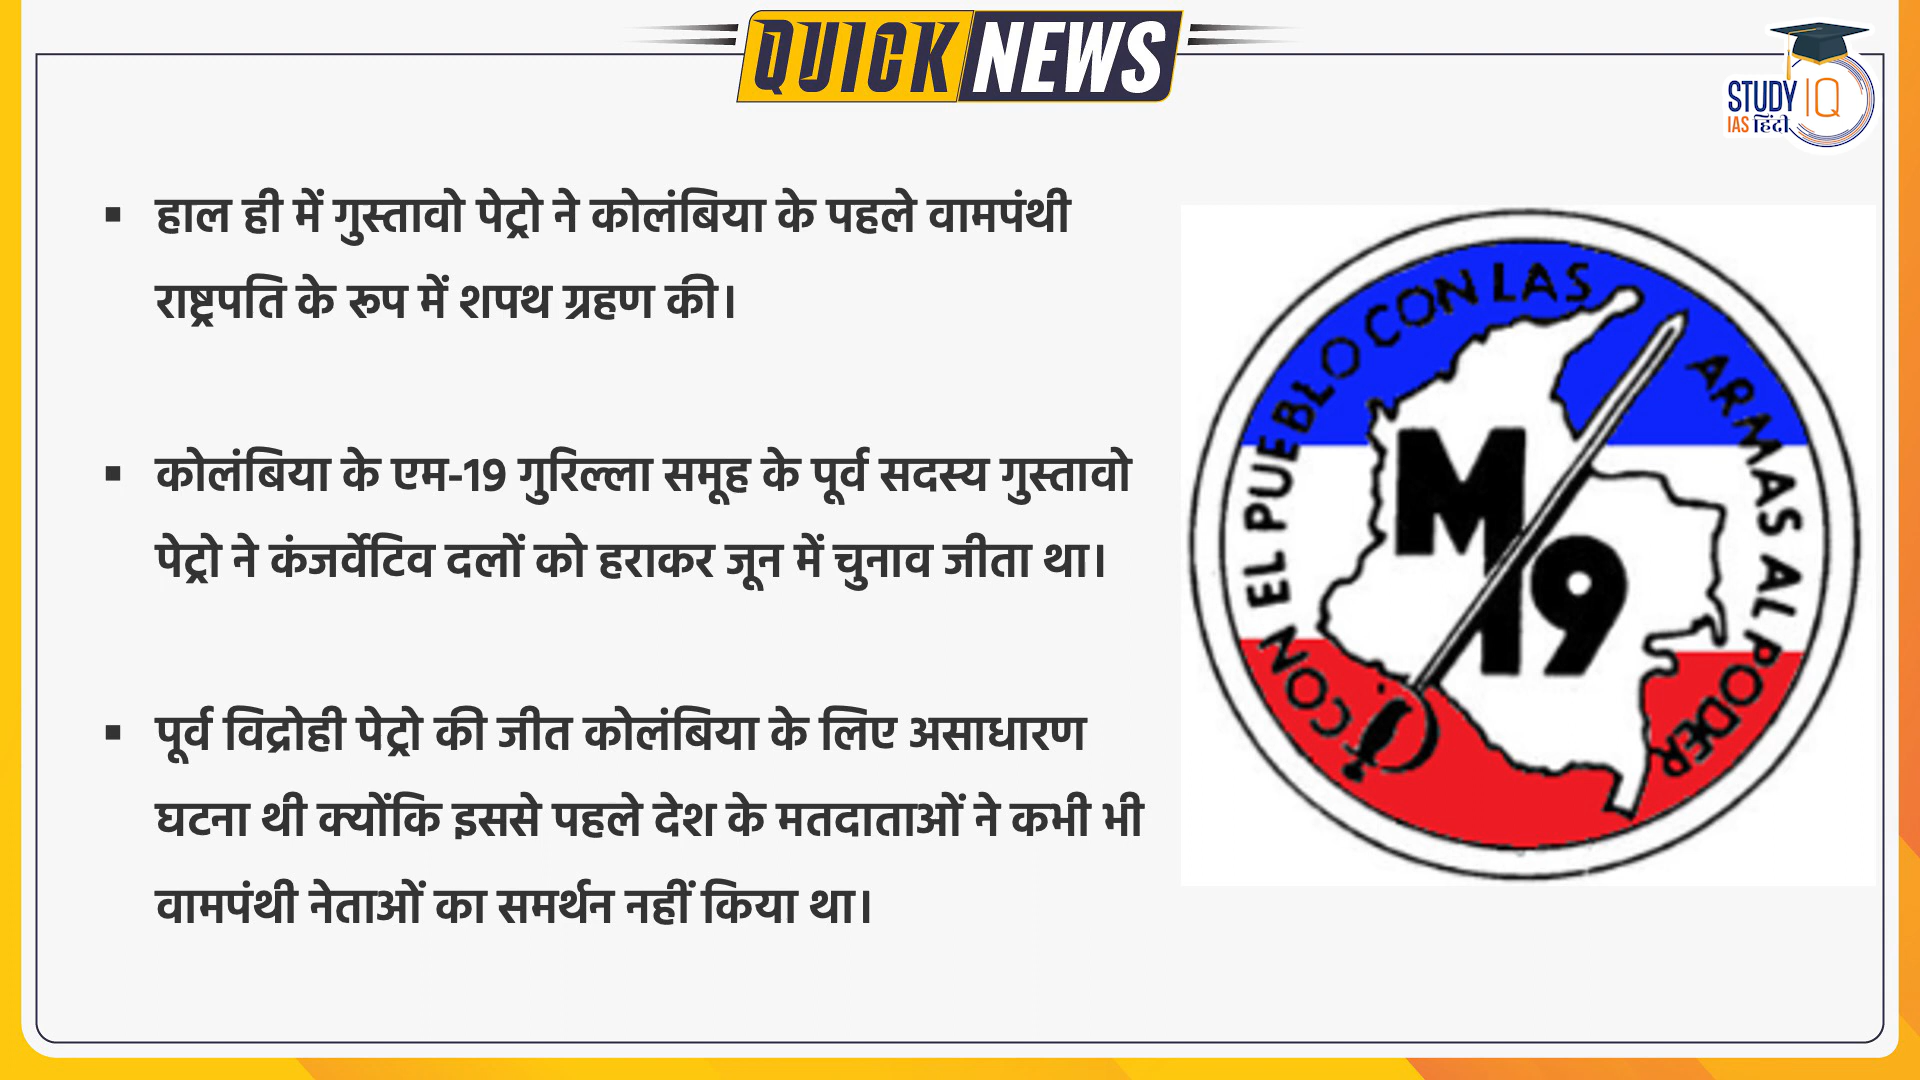 QUICK NEWS
STUDY IQ
IAS हिंदी
▪ हाल ही में गुस्तावो पेट्रो ने कोलंबिया के पहले वामपंथी
राष्ट्रपति के रूप में शपथ ग्रहण की।
▪ कोलंबिया के एम-19 गुरिल्ला समूह के पूर्व सदस्य गुस्तावो
पेट्रो ने कंजर्वेटिव दलों को हराकर जून में चुनाव जीता था।
▪ पूर्व विद्रोही पेट्रो की जीत कोलंबिया के लिए असाधारण
घटना थी क्योंकि इससे पहले देश के मतदाताओं ने कभी भी
वामपंथी नेताओं का समर्थन नहीं किया था।
CON EL PUEBLO CON LAS ARMAS AL PODER
M
19